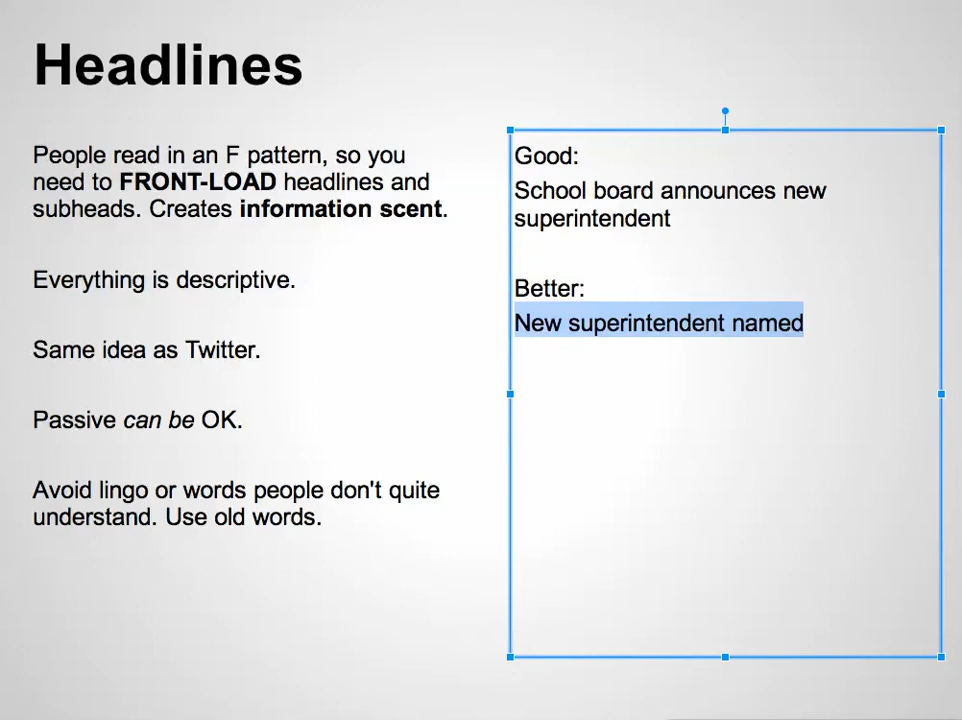 Headlines
People read in an F pattern, so you
need to FRONT-LOAD headlines and
subheads. Creates information scent.
Everything is descriptive.
Same idea as Twitter.
Passive can be OK.
Avoid lingo or words people don't quite
understand. Use old words.
Good:
School board announces new
superintendent
Better:
New superintendent named